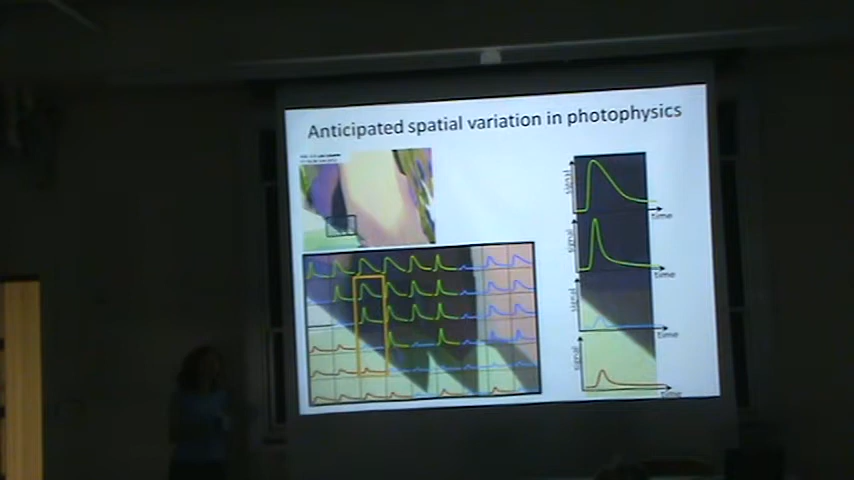 Anticipated spatial variation in photophysics
signal
time
signal
time
signal
time
signal
time